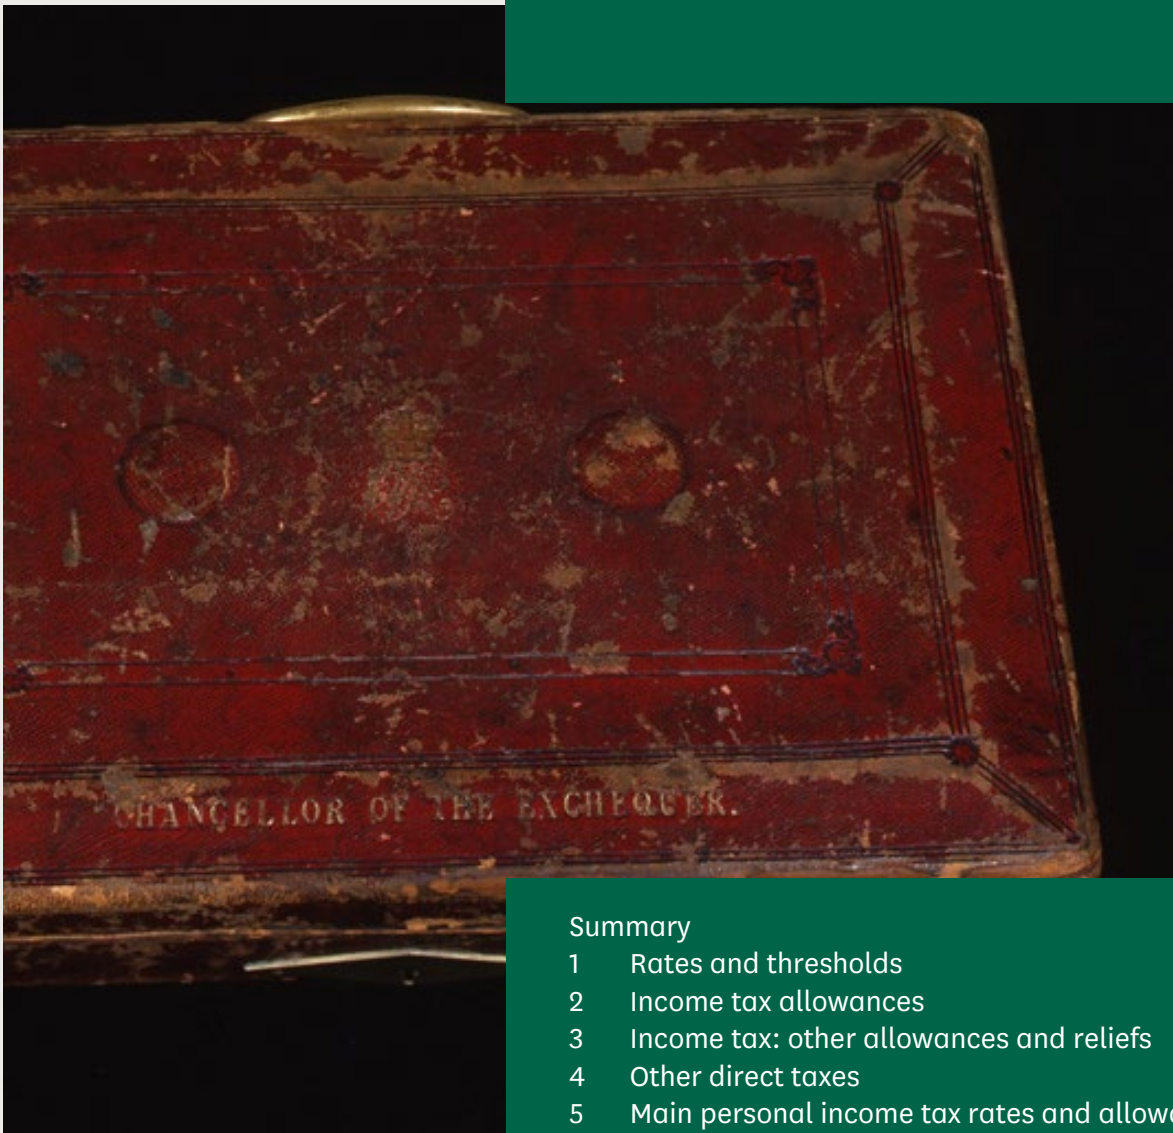 CHANCELLOR OF THE EXCHEQUER.
Summary
1 Rates and thresholds
2 Income tax allowances
3 Income tax: other allowances and reliefs
4 Other direct taxes
5 Main personal income tax rates and